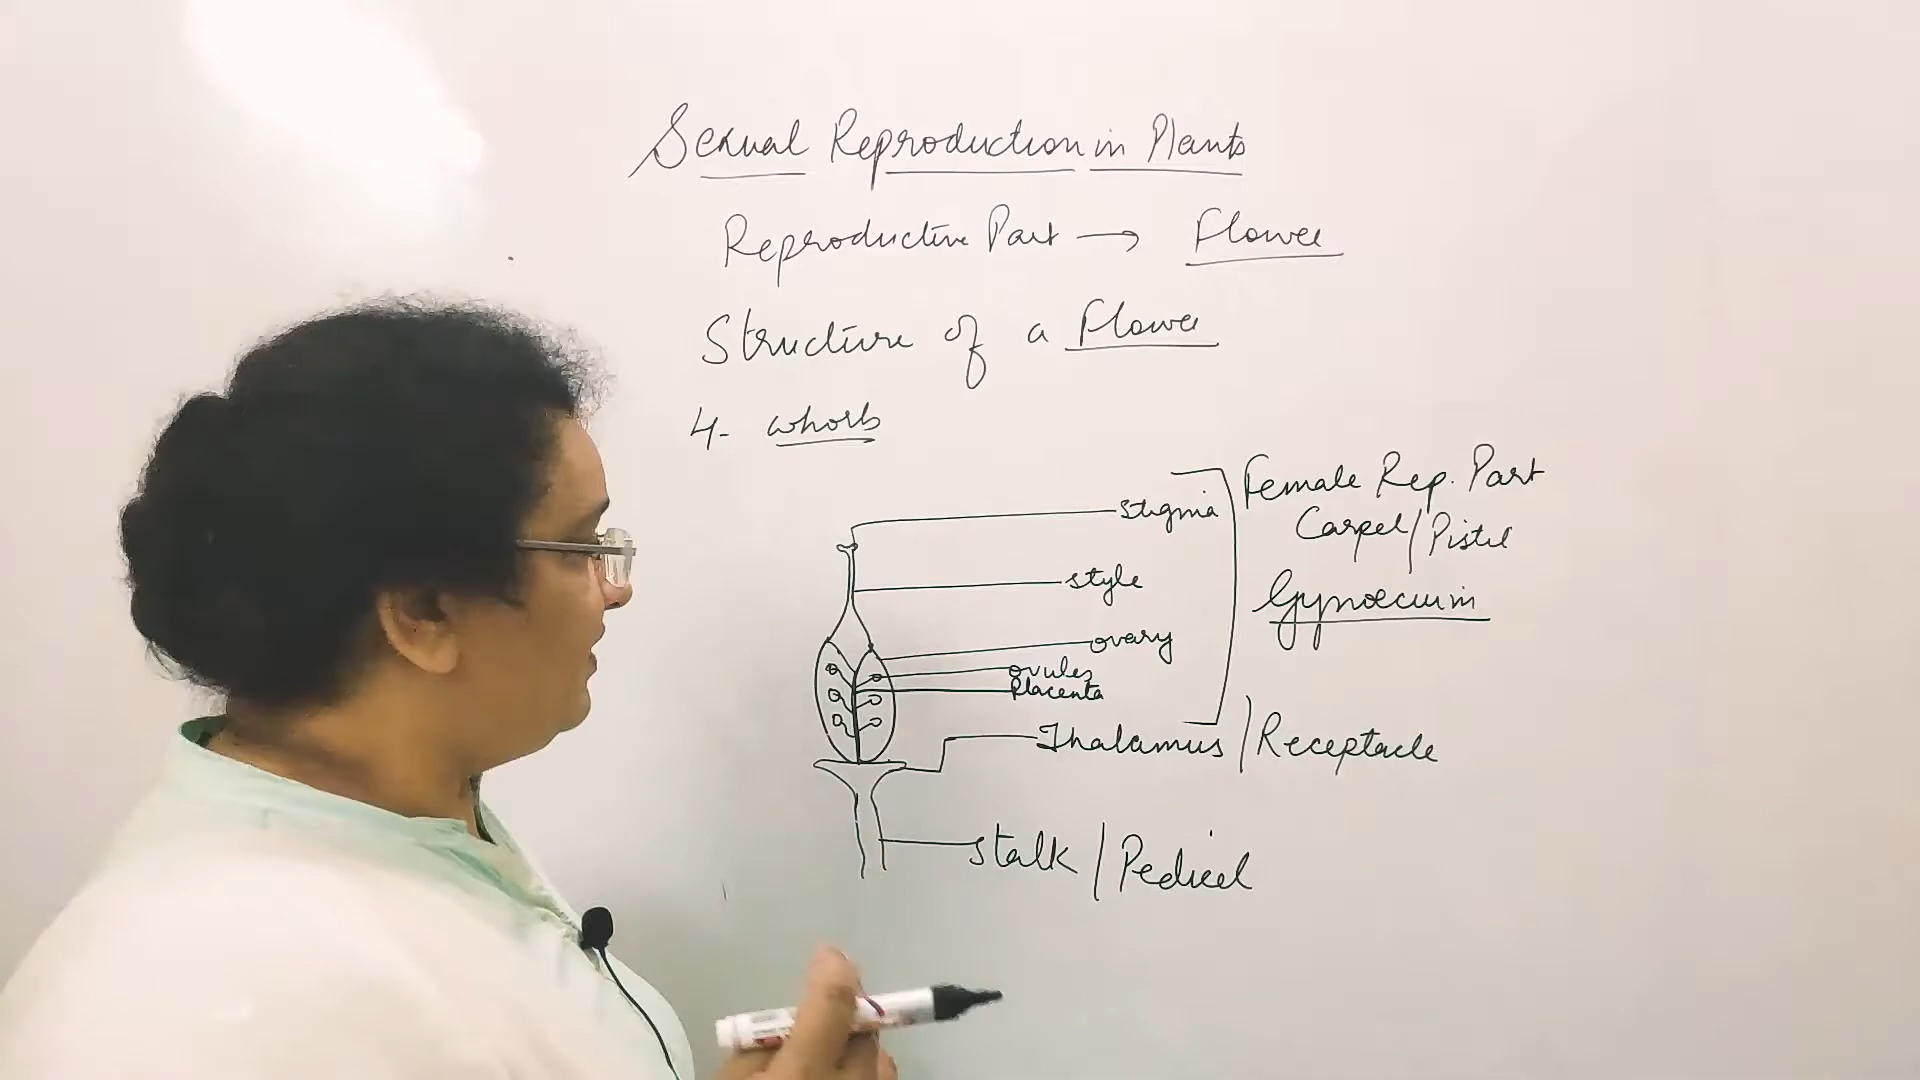 Sexual Reproduction in Plants
Reproductive Part → Flower
Structure of a Flower
4- whorls
Stigma
Female Rep. Part
Carpel/Pistil
style
Gynoecium
ovary
ovules
Placenta
Thalamus/Receptacle
Stalk/Pedicel